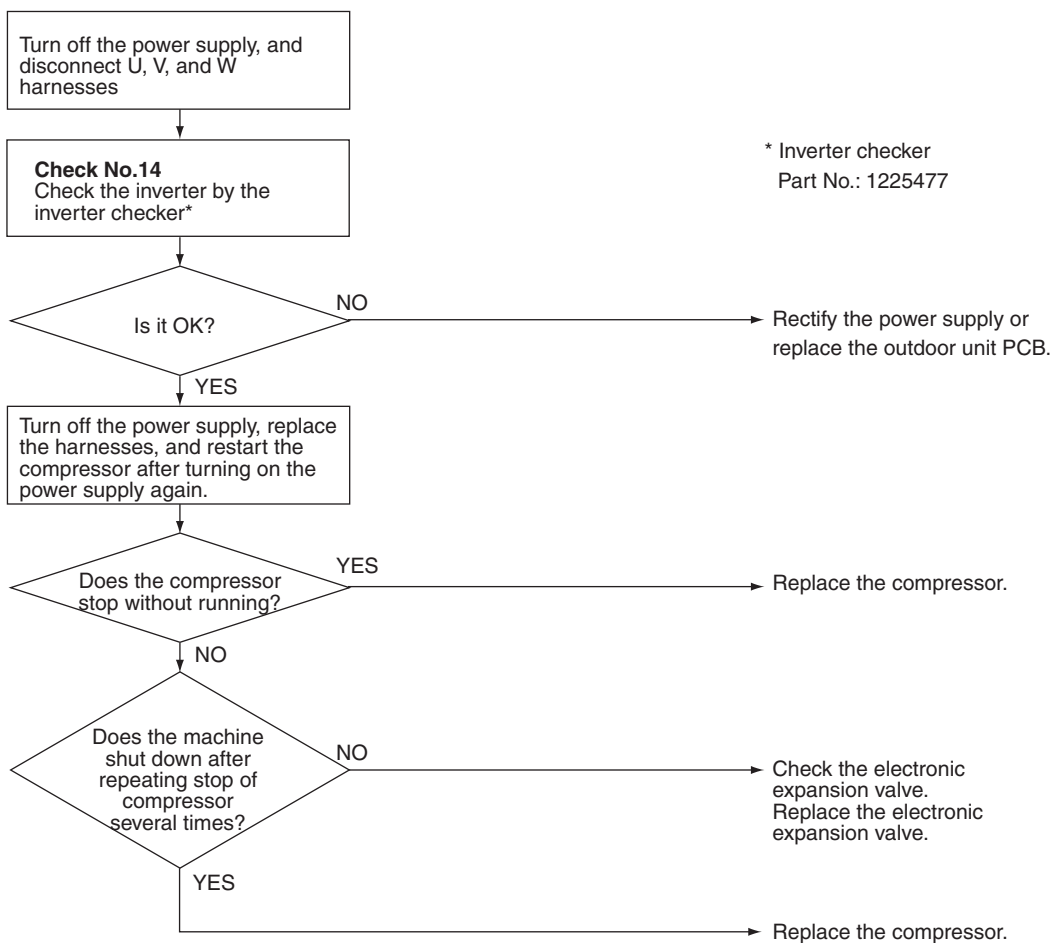 Turn off the power supply, and
disconnect U, V, and W
harnesses
Check No.14
Check the inverter by the
inverter checker*
* Inverter checker
Part No.: 1225477
Is it OK?
NO
Rectify the power supply or
replace the outdoor unit PCB.
YES
Turn off the power supply, replace
the harnesses, and restart the
compressor after turning on the
power supply again.
Does the compressor
stop without running?
YES
Replace the compressor.
NO
Does the machine
shut down after
repeating stop of
compressor
several times?
NO
Check the electronic
expansion valve.
Replace the electronic
expansion valve.
YES
Replace the compressor.